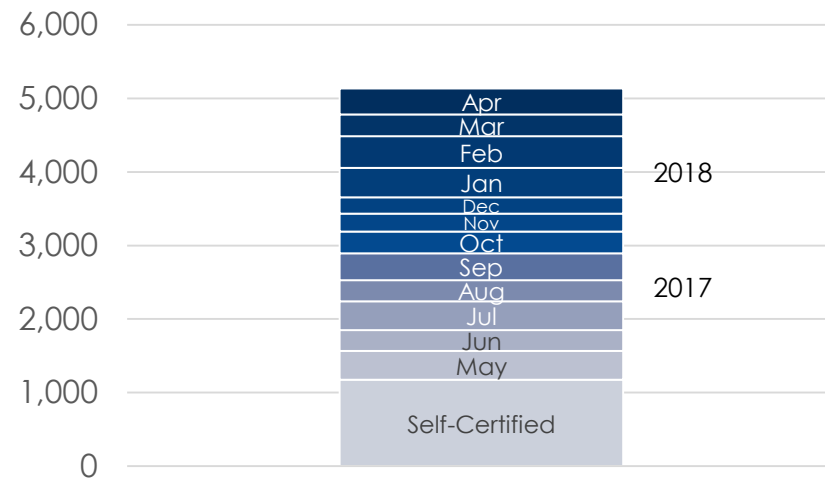 6,000
5,000
4,000
3,000
2,000
1,000
0
Apr
Mar
Feb
Jan
Dec
Nov
Oct
Sep
Aug
Jul
Jun
May
Self-Certified
2018
2017